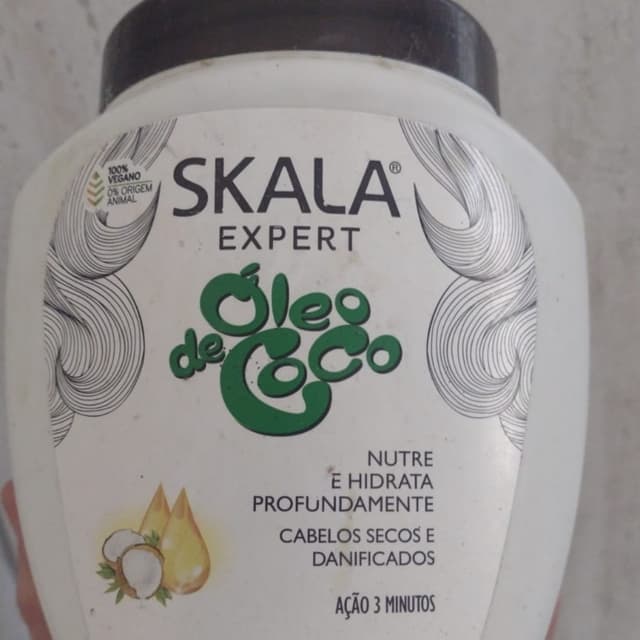 100%
VEGANO
0% ORIGEM
ANIMAL
SKALA®
EXPERT
Óleo
de Coco
NUTRE
E HIDRATA
PROFUNDAMENTE
CABELOS SECOS E
DANIFICADOS
AÇÃO 3 MINUTOS